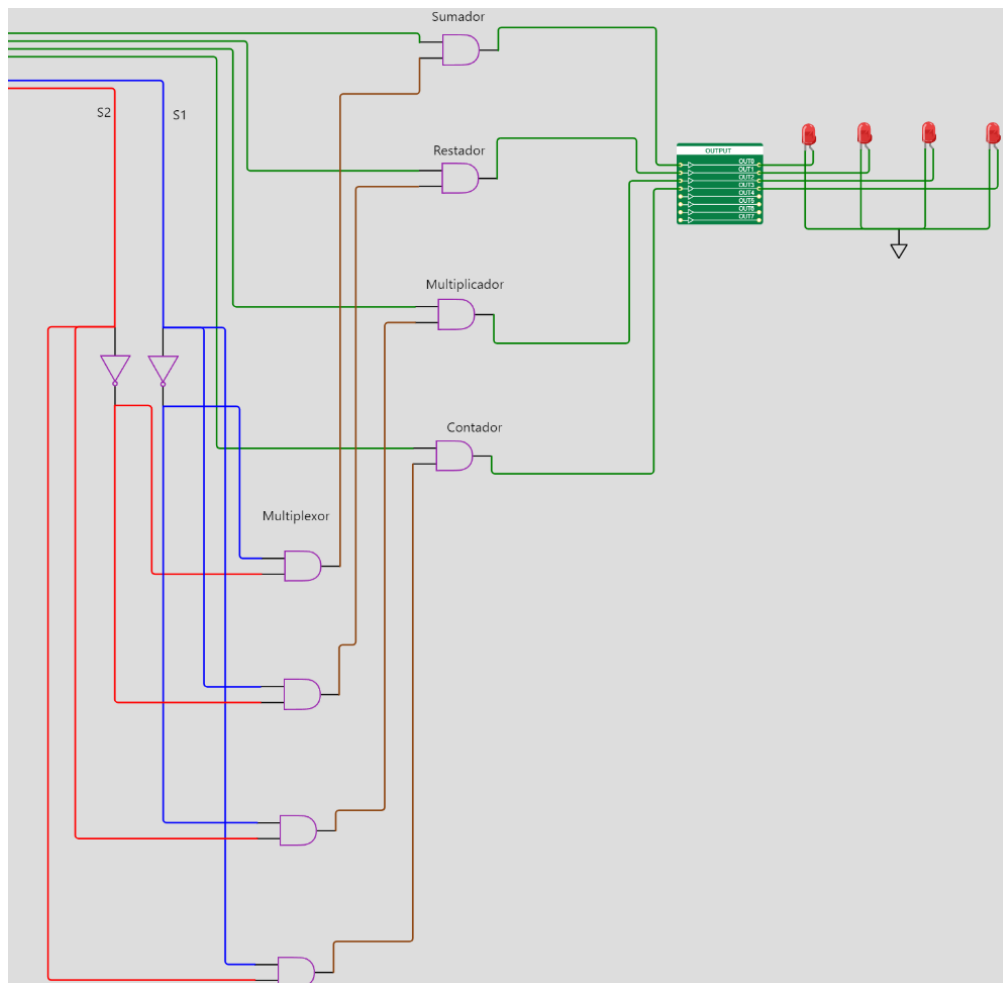 Sumador
S2
S1
Restador
OUTPUT
OUT0
OUT1
OUT2
OUT3
OUT4
OUT5
OUT6
OUT7
Multiplicador
Contador
Multiplexor